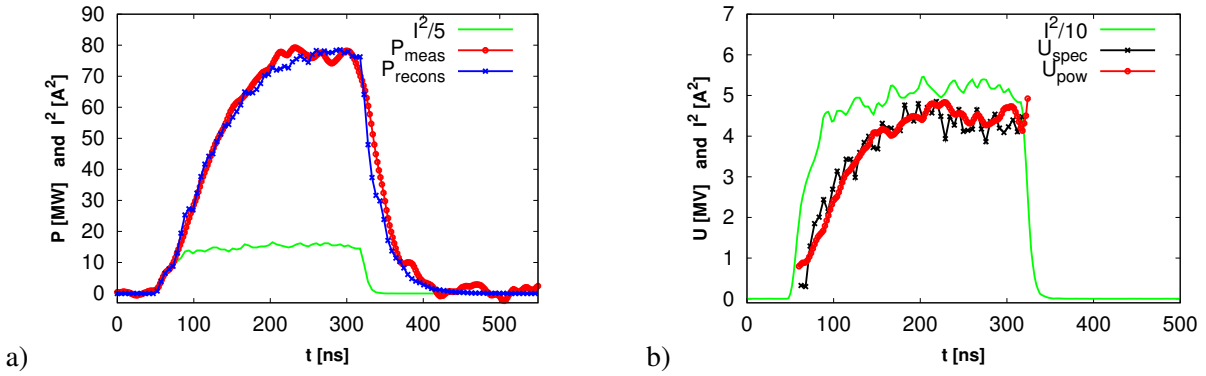 80
70
60
50
40
30
20
10
0
P [MW] and I² [A²]
I²/5
P_meas
P_recons
0 100 200 300 400 500
t [ns]
a)
7
6
5
4
3
2
1
0
U [MV] and I² [A²]
I²/10
U_spec
U_pow
0 100 200 300 400 500
t [ns]
b)